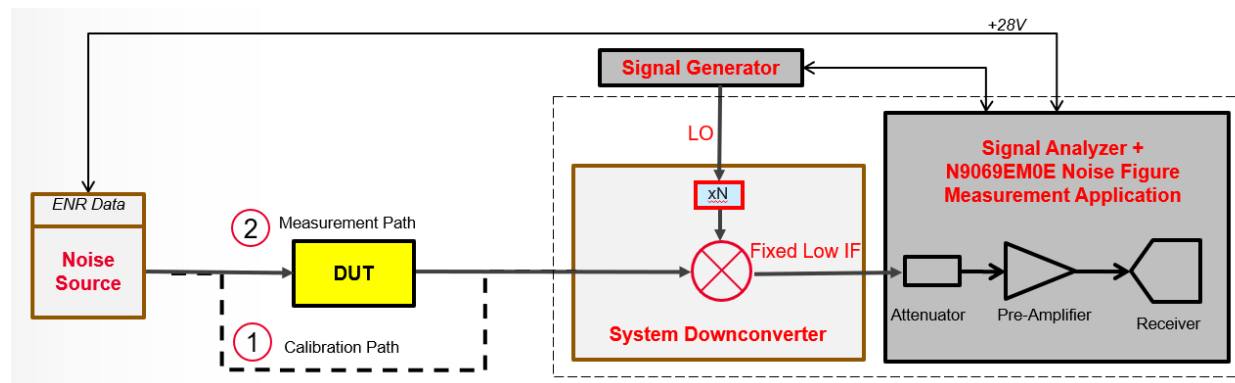 +28V
Signal Generator
LO
Signal Analyzer +
N9069EM0E Noise Figure
Measurement Application
ENR Data
Noise
Source
2
Measurement Path
DUT
xN
Fixed Low IF
Attenuator
Pre-Amplifier
Receiver
System Downconverter
1
Calibration Path